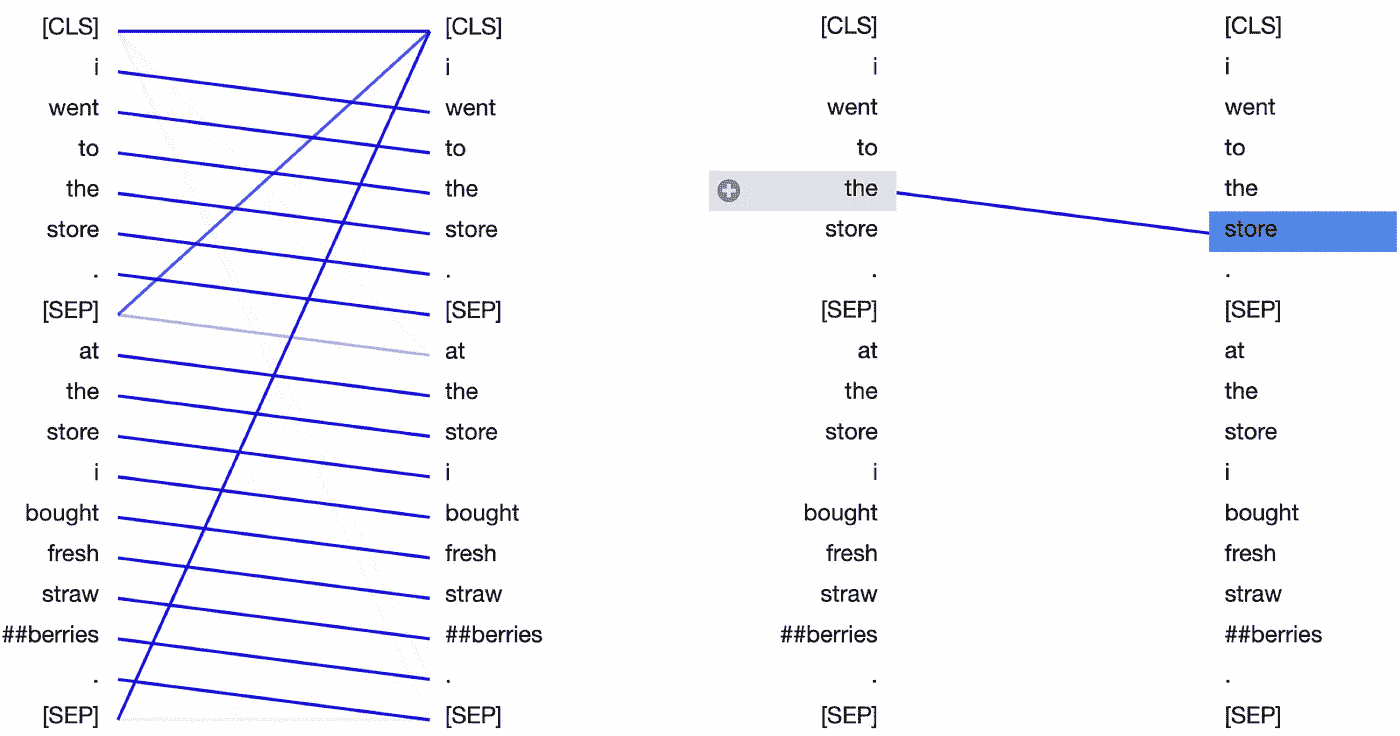 [CLS] [CLS] [CLS] [CLS]
i i i i
went went went went
to to to to
the the the the
store store store store
. . . .
[SEP] [SEP] [SEP] [SEP]
at at at at
the the the the
store store store store
i i i i
bought bought bought bought
fresh fresh fresh fresh
straw straw straw straw
##berries ##berries ##berries ##berries
. . . .
[SEP] [SEP] [SEP] [SEP]